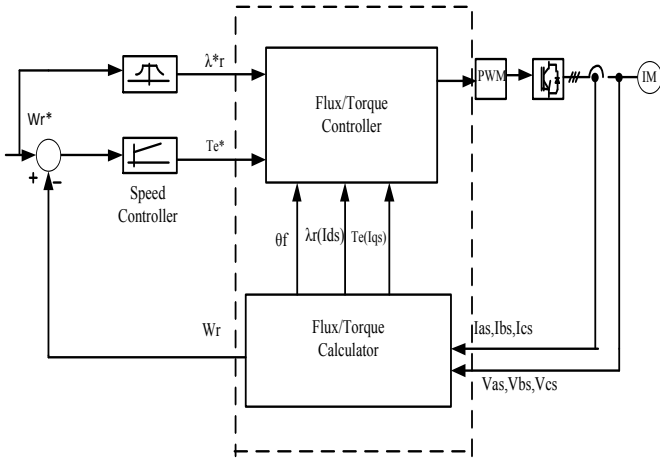 λ*r
Flux/Torque
Controller
PWM
IM
Wr*
Te*
+
-
Speed
Controller
θf
λr(Ids)
Te(Iqs)
Wr
Flux/Torque
Calculator
Ias,Ibs,Ics
Vas,Vbs,Vcs